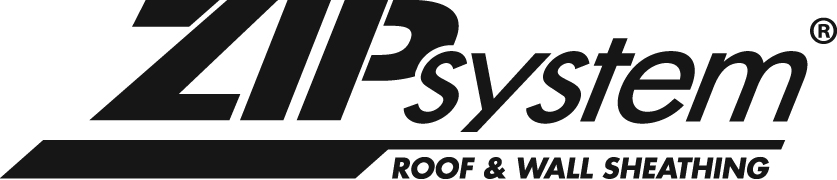 ZIPsystem®
ROOF & WALL SHEATHING